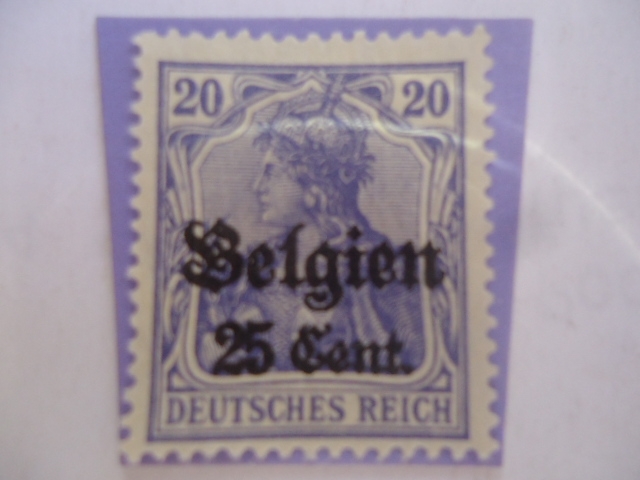 20 20
Belgien
25 Cent.
DEUTSCHES REICH